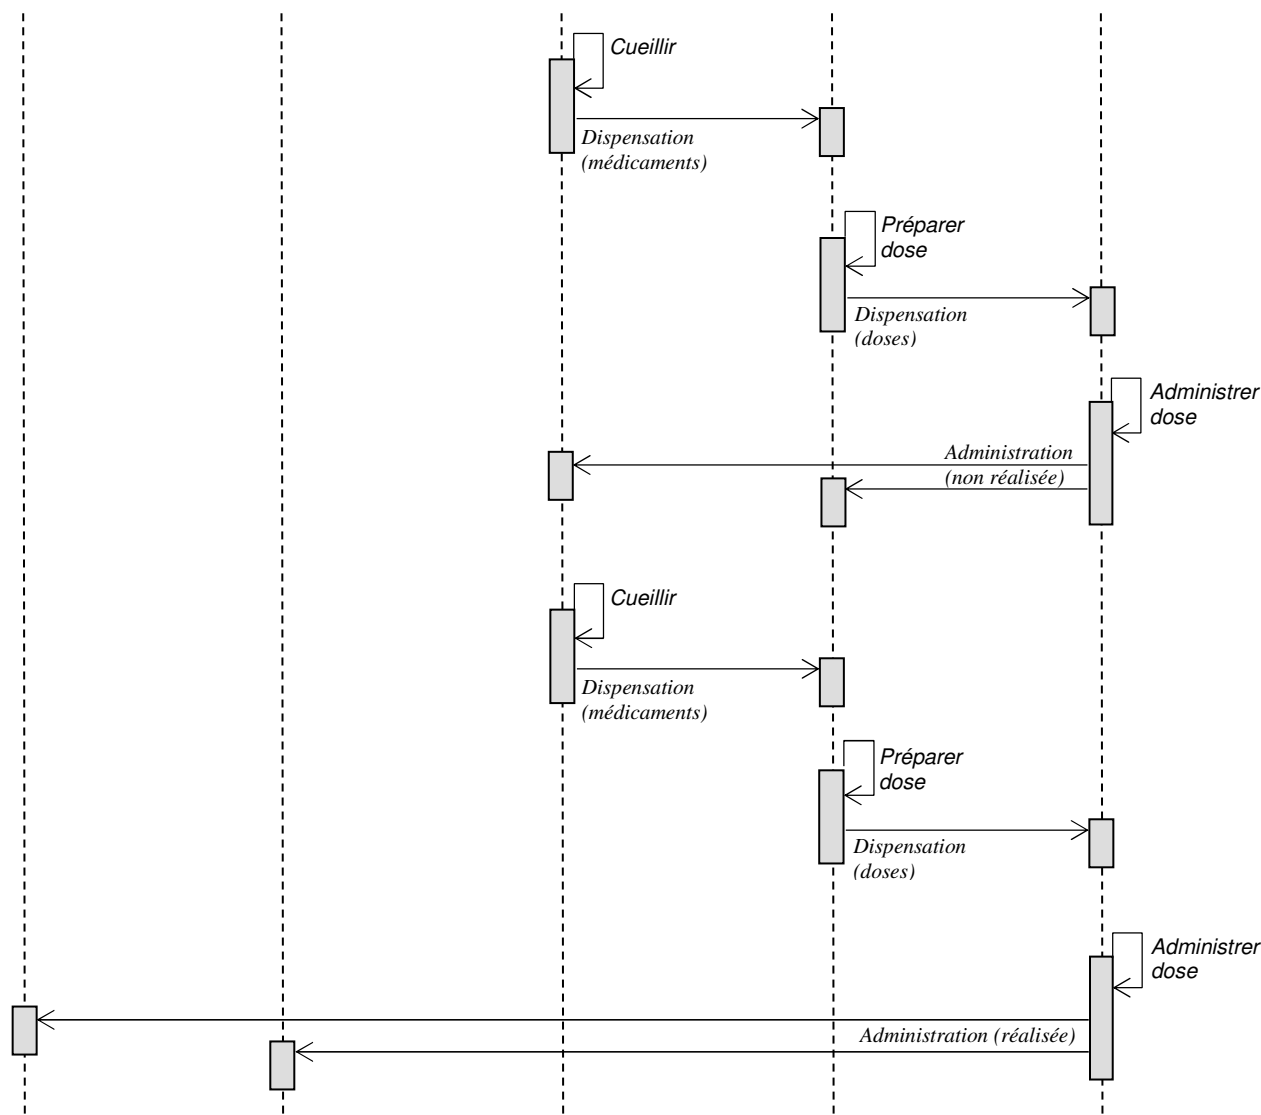 Cueillir
Dispensation
(médicaments)
Préparer
dose
Dispensation
(doses)
Administrer
dose
Administration
(non réalisée)
Cueillir
Dispensation
(médicaments)
Préparer
dose
Dispensation
(doses)
Administrer
dose
Administration (réalisée)